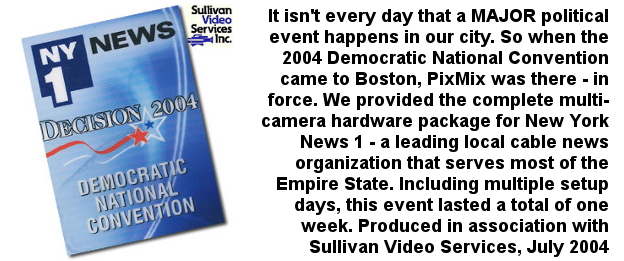 NY
1
NEWS
DECISION 2004
DEMOCRATIC
NATIONAL
CONVENTION
Sullivan
Video
Services
Inc.
It isn't every day that a MAJOR political
event happens in our city. So when the
2004 Democratic National Convention
came to Boston, PixMix was there - in
force. We provided the complete multi-
camera hardware package for New York
News 1 - a leading local cable news
organization that serves most of the
Empire State. Including multiple setup
days, this event lasted a total of one
week. Produced in association with
Sullivan Video Services, July 2004